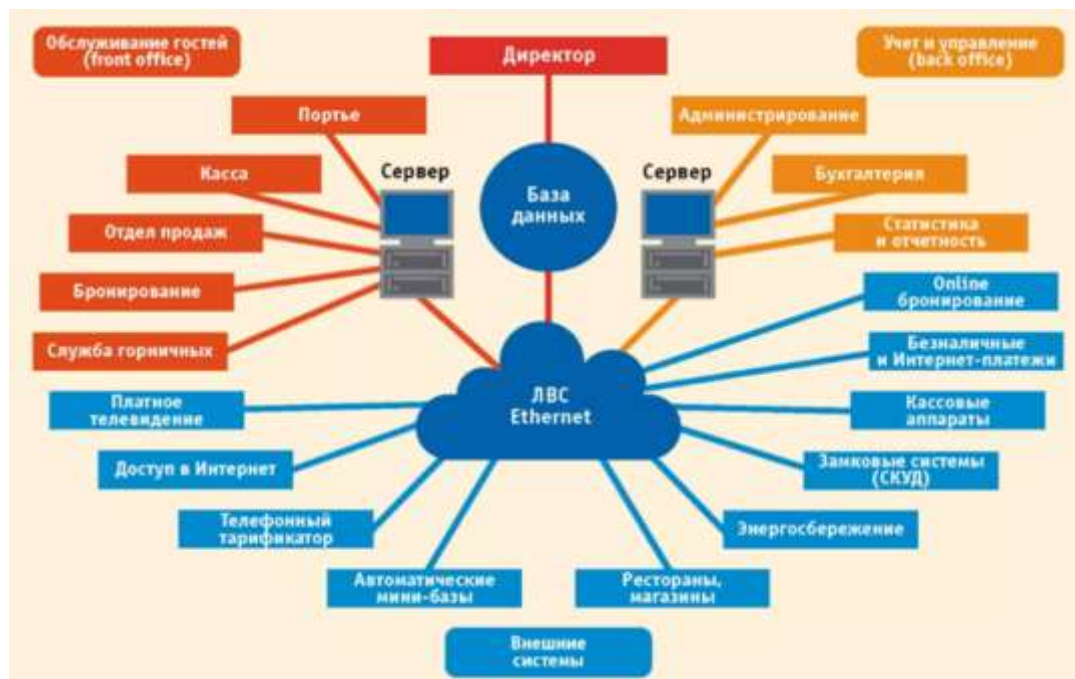 Обслуживание гостей
(front office)
Директор
Учет и управление
(back office)
Портье
Администрирование
Касса
Сервер
База
данных
Сервер
Бухгалтерия
Отдел продаж
Статистика
и отчетность
Бронирование
Online
бронирование
Служба горничных
Безналичные
и Интернет-платежи
Платное
телевидение
ЛВС
Ethernet
Кассовые
аппараты
Доступ в Интернет
Замковые системы
(СКУД)
Телефонный
тарификатор
Энергосбережение
Автоматические
мини-базы
Рестораны,
магазины
Внешние
системы